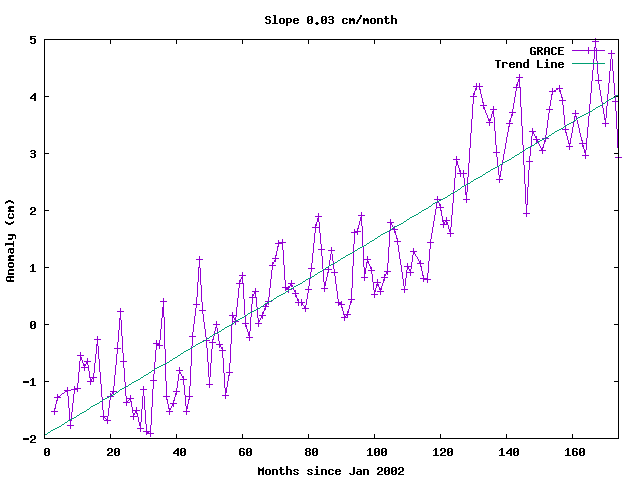 Slope 0.03 cm/month
GRACE
Trend Line
5
4
3
2
1
0
-1
-2
Anomaly (cm)
0 20 40 60 80 100 120 140 160
Months since Jan 2002